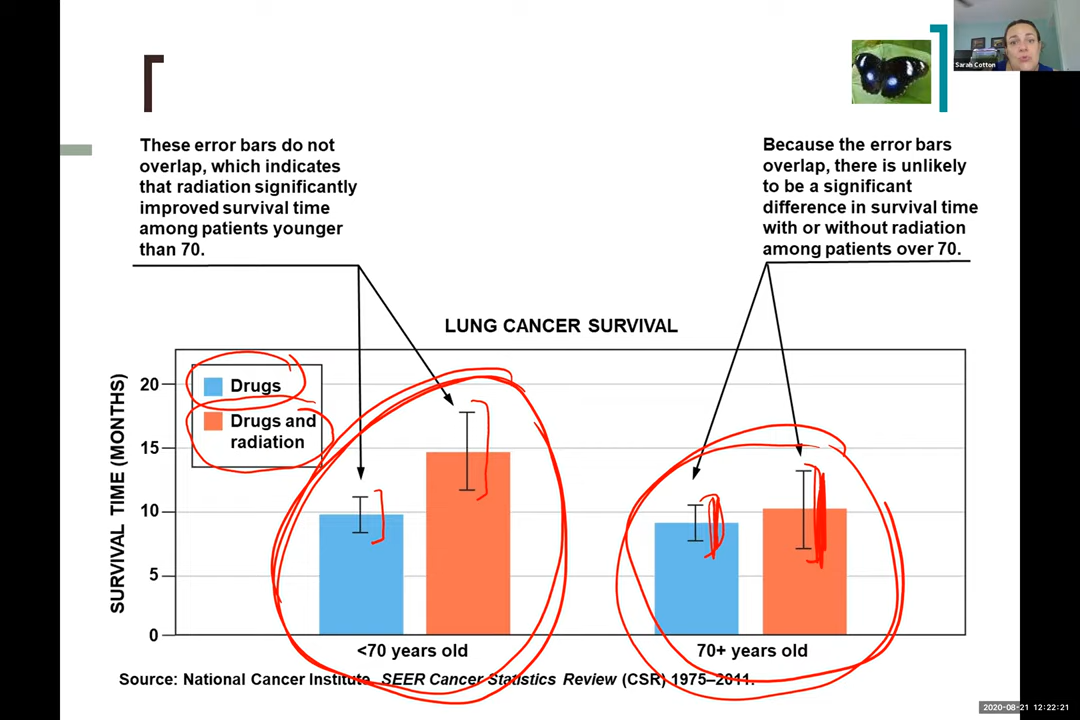 Sarah Cotton
These error bars do not
overlap, which indicates
that radiation significantly
improved survival time
among patients younger
than 70.
Because the error bars
overlap, there is unlikely
to be a significant
difference in survival time
with or without radiation
among patients over 70.
LUNG CANCER SURVIVAL
SURVIVAL TIME (MONTHS)
20
15
10
5
0
Drugs
Drugs and
radiation
<70 years old
70+ years old
Source: National Cancer Institute, SEER Cancer Statistics Review (CSR) 1975–2011.
2020-08-21 12:22:21